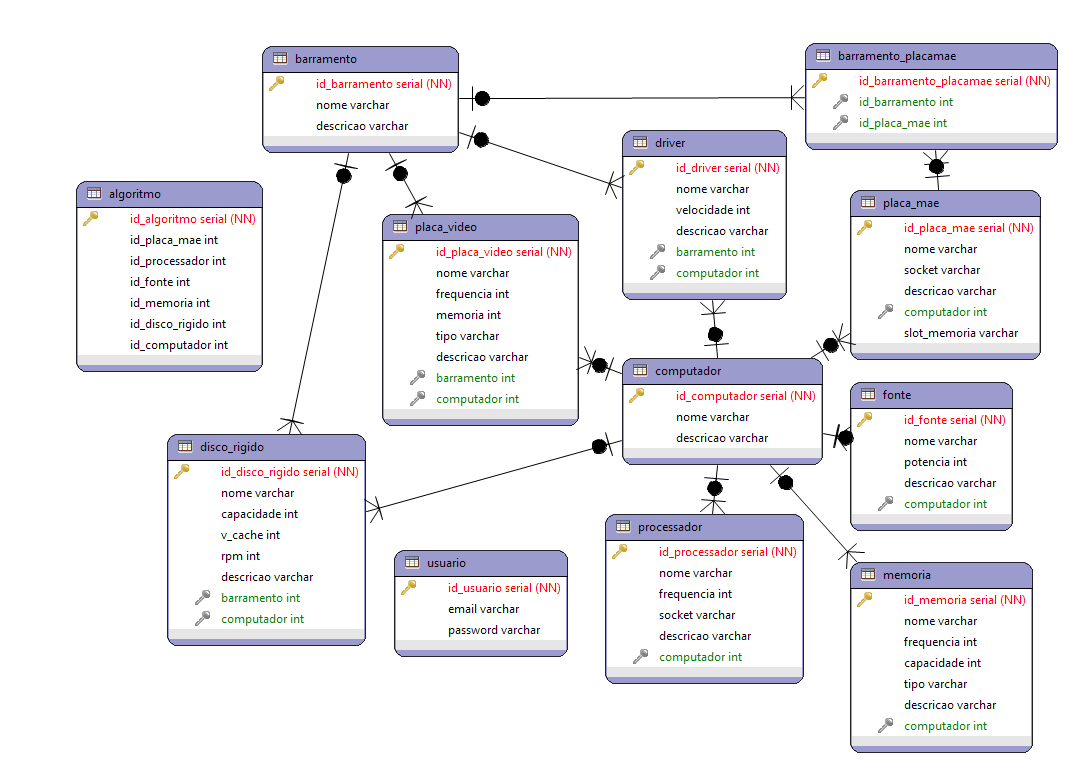 barramento
id_barramento serial (NN)
nome varchar
descricao varchar
barramento_placamae
id_barramento_placamae serial (NN)
id_barramento int
id_placa_mae int
driver
id_driver serial (NN)
nome varchar
velocidade int
descricao varchar
barramento int
computador int
algoritmo
id_algoritmo serial (NN)
id_placa_mae int
id_processador int
id_fonte int
id_memoria int
id_disco_rigido int
id_computador int
placa_video
id_placa_video serial (NN)
nome varchar
frequencia int
memoria int
tipo varchar
descricao varchar
barramento int
computador int
placa_mae
id_placa_mae serial (NN)
nome varchar
socket varchar
descricao varchar
computador int
slot_memoria varchar
computador
id_computador serial (NN)
nome varchar
descricao varchar
fonte
id_fonte serial (NN)
nome varchar
potencia int
descricao varchar
computador int
disco_rigido
id_disco_rigido serial (NN)
nome varchar
capacidade int
v_cache int
rpm int
descricao varchar
barramento int
computador int
usuario
id_usuario serial (NN)
email varchar
password varchar
processador
id_processador serial (NN)
nome varchar
frequencia int
socket varchar
descricao varchar
computador int
memoria
id_memoria serial (NN)
nome varchar
frequencia int
capacidade int
tipo varchar
descricao varchar
computador int